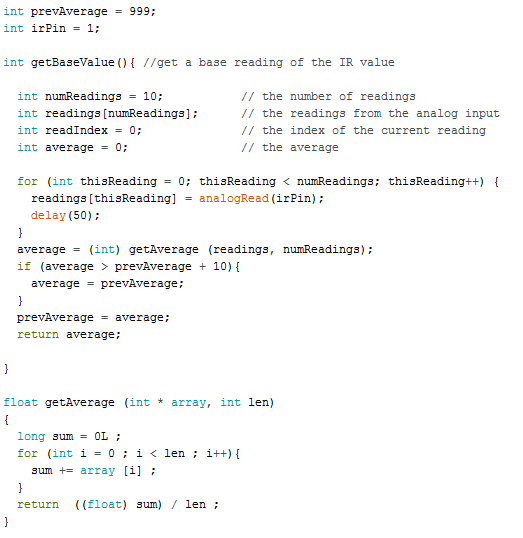 int prevAverage = 999;
int irPin = 1;

int getBaseValue(){ //get a base reading of the IR value

  int numReadings = 10;           // the number of readings
  int readings[numReadings];      // the readings from the analog input
  int readIndex = 0;              // the index of the current reading
  int average = 0;                // the average

  for (int thisReading = 0; thisReading < numReadings; thisReading++) {
    readings[thisReading] = analogRead(irPin);
    delay(50);
  }
  average = (int) getAverage (readings, numReadings);
  if (average > prevAverage + 10){
    average = prevAverage;
  }
  prevAverage = average;
  return average;

}

float getAverage (int * array, int len)
{
  long sum = 0L ;
  for (int i = 0 ; i < len ; i++){
    sum += array [i] ;
  }
  return  ((float) sum) / len ;
}